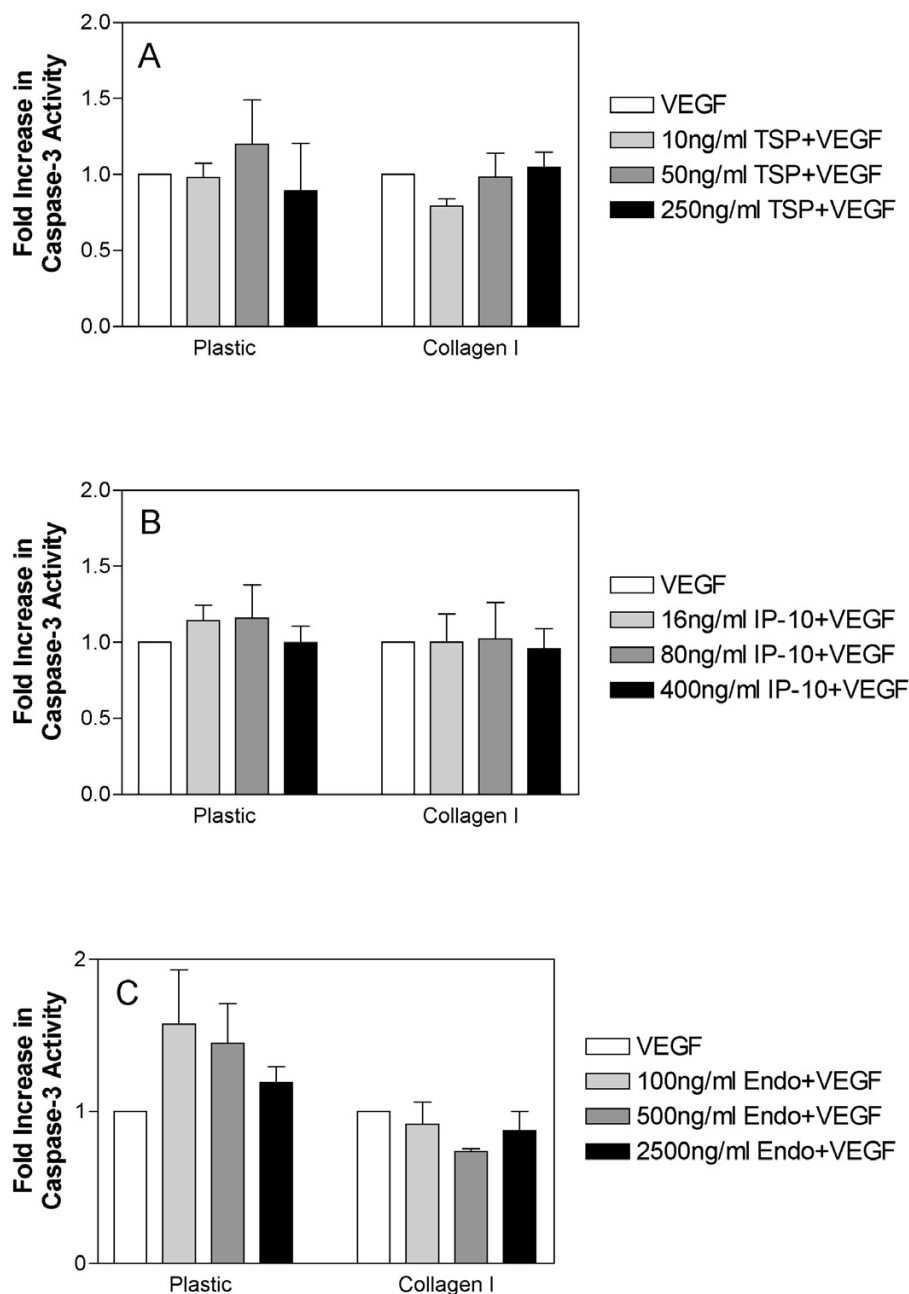 A
Fold Increase in
Caspase-3 Activity
2.0
1.5
1.0
0.5
0.0
Plastic
Collagen I
VEGF
10ng/ml TSP+VEGF
50ng/ml TSP+VEGF
250ng/ml TSP+VEGF
B
Fold Increase in
Caspase-3 Activity
2.0
1.5
1.0
0.5
0.0
Plastic
Collagen I
VEGF
16ng/ml IP-10+VEGF
80ng/ml IP-10+VEGF
400ng/ml IP-10+VEGF
C
Fold Increase in
Caspase-3 Activity
2
1
0
Plastic
Collagen I
VEGF
100ng/ml Endo+VEGF
500ng/ml Endo+VEGF
2500ng/ml Endo+VEGF